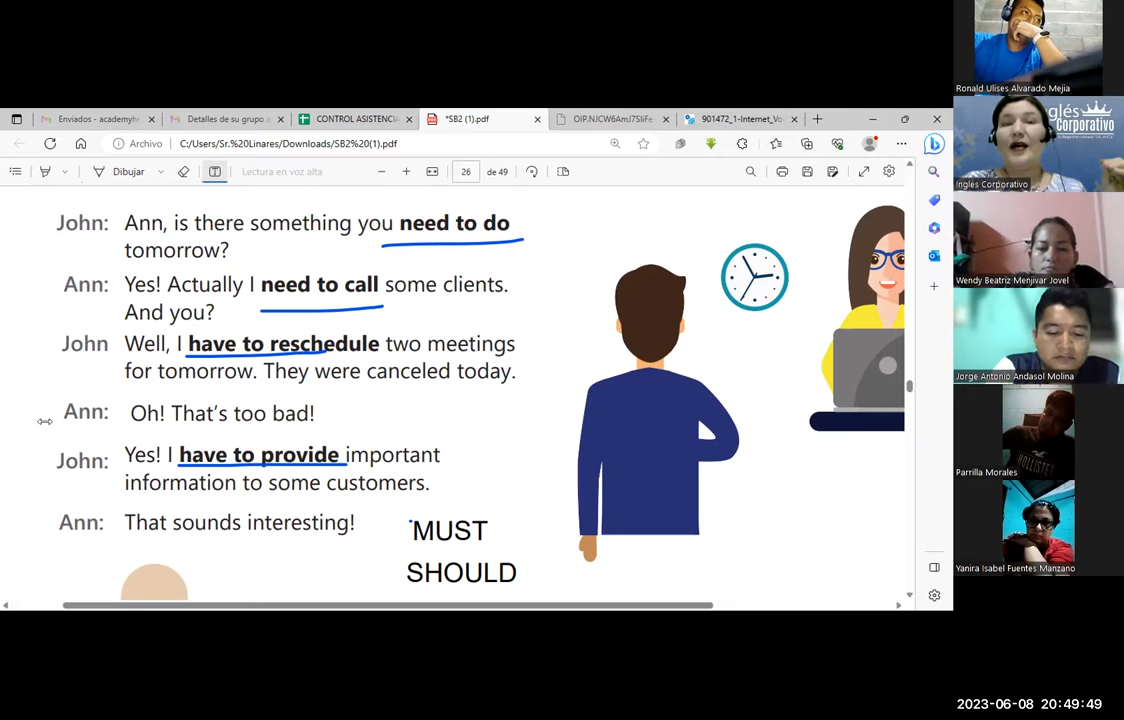 Enviados - academyh
Detalles de su grupo a
CONTROL ASISTENCIA
*SB2 (1).pdf
OIP.NJCW6AmJ7SIiFe
901472_1-Internet_Vo
Archivo
C:/Users/Sr.%20Linares/Downloads/SB2%20(1).pdf
Dibujar
Lectura en voz alta
26
de 49
John: Ann, is there something you need to do
tomorrow?
Ann: Yes! Actually I need to call some clients.
And you?
John Well, I have to reschedule two meetings
for tomorrow. They were canceled today.
Ann: Oh! That's too bad!
John: Yes! I have to provide important
information to some customers.
Ann: That sounds interesting!
MUST
SHOULD
Ronald Ulises Alvarado Mejia
glés
Corporativo
Ingles Corporativo
Wendy Beatriz Menjivar Jovel
Jorge Antonio Andasol Molina
HOLLISTER
Parrilla Morales
Yanira Isabel Fuentes Manzano
2023-06-08 20:49:49